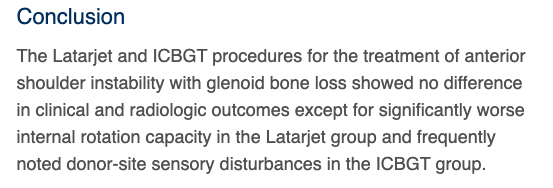 Conclusion
The Latarjet and ICBGT procedures for the treatment of anterior
shoulder instability with glenoid bone loss showed no difference
in clinical and radiologic outcomes except for significantly worse
internal rotation capacity in the Latarjet group and frequently
noted donor-site sensory disturbances in the ICBGT group.